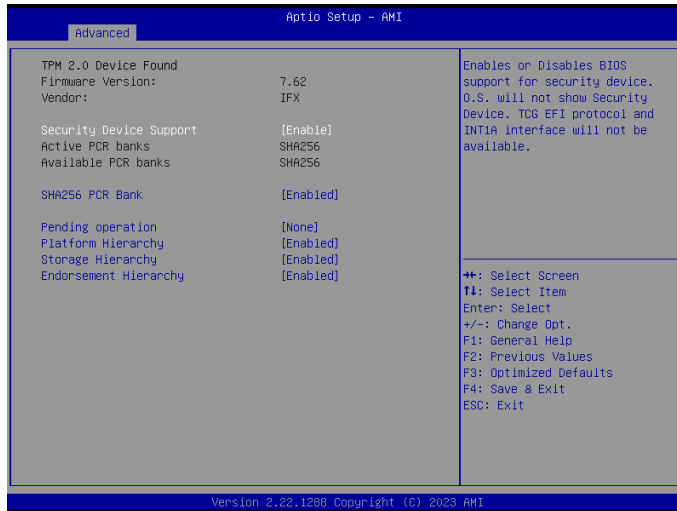 Aptio Setup – AMI
Advanced
TPM 2.0 Device Found
Firmware Version: 7.62
Vendor: IFX
Security Device Support [Enable]
Active PCR banks SHA256
Available PCR banks SHA256
SHA256 PCR Bank [Enabled]
Pending operation [None]
Platform Hierarchy [Enabled]
Storage Hierarchy [Enabled]
Endorsement Hierarchy [Enabled]
Enables or Disables BIOS
support for security device.
O.S. will not show Security
Device. TCG EFI protocol and
INT1A interface will not be
available.
→←: Select Screen
↑↓: Select Item
Enter: Select
+/-: Change Opt.
F1: General Help
F2: Previous Values
F3: Optimized Defaults
F4: Save & Exit
ESC: Exit
Version 2.22.1288 Copyright (C) 2023 AMI